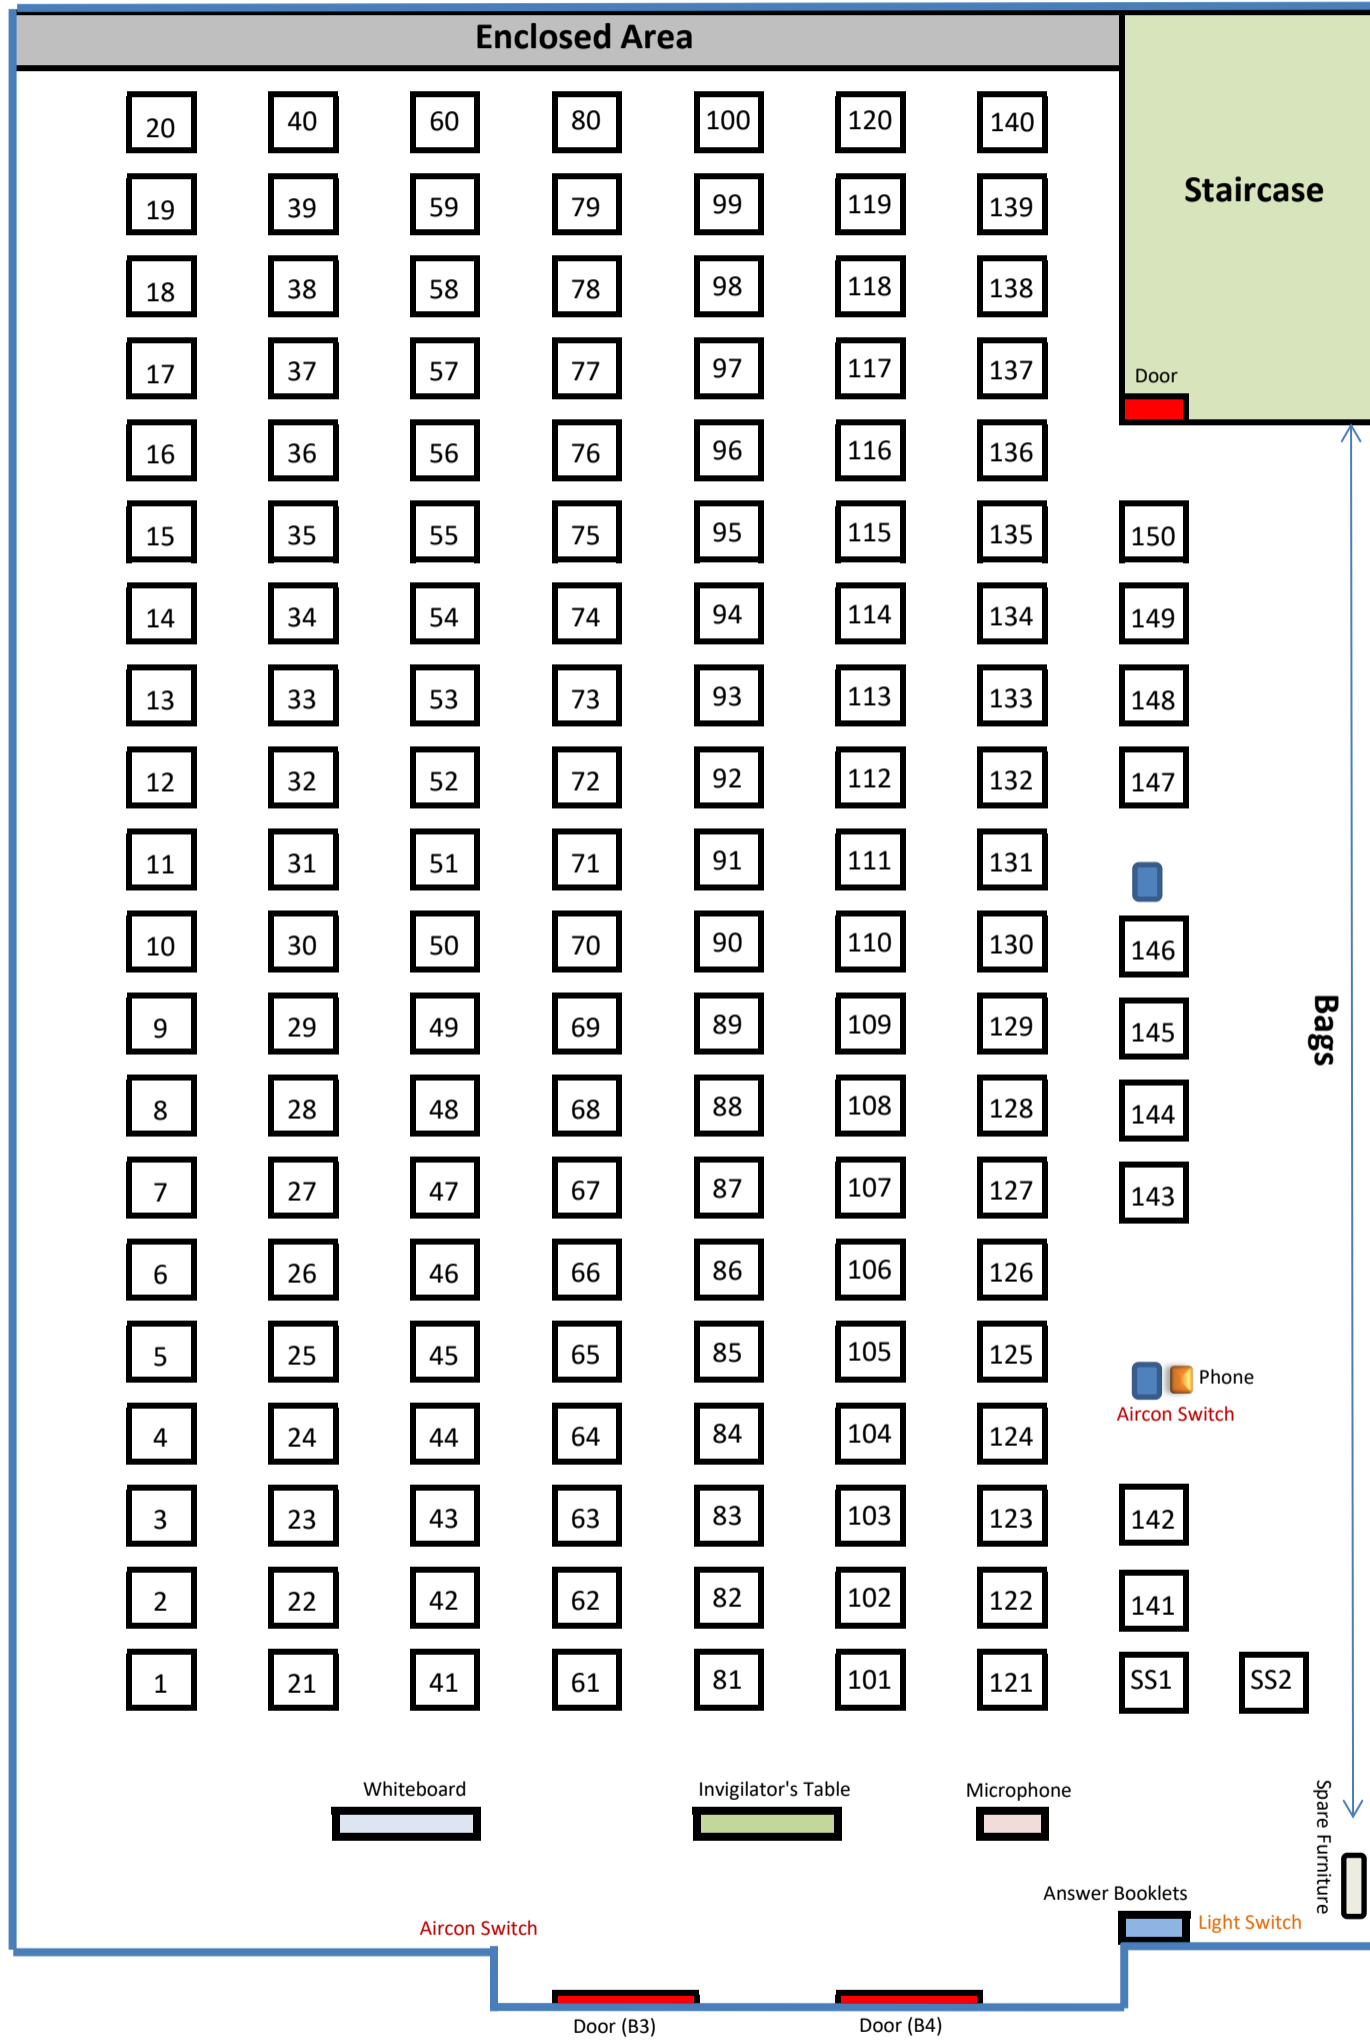 Enclosed Area
20 40 60 80 100 120 140
Staircase
19 39 59 79 99 119 139
18 38 58 78 98 118 138
17 37 57 77 97 117 137
Door
16 36 56 76 96 116 136
15 35 55 75 95 115 135 150
14 34 54 74 94 114 134 149
13 33 53 73 93 113 133 148
12 32 52 72 92 112 132 147
11 31 51 71 91 111 131
10 30 50 70 90 110 130 146
9 29 49 69 89 109 129 145
Bags
8 28 48 68 88 108 128 144
7 27 47 67 87 107 127 143
6 26 46 66 86 106 126
5 25 45 65 85 105 125
Phone
Aircon Switch
4 24 44 64 84 104 124
3 23 43 63 83 103 123 142
2 22 42 62 82 102 122 141
1 21 41 61 81 101 121 SS1 SS2
Whiteboard
Invigilator's Table
Microphone
Spare Furniture
Answer Booklets
Light Switch
Aircon Switch
Door (B3)
Door (B4)